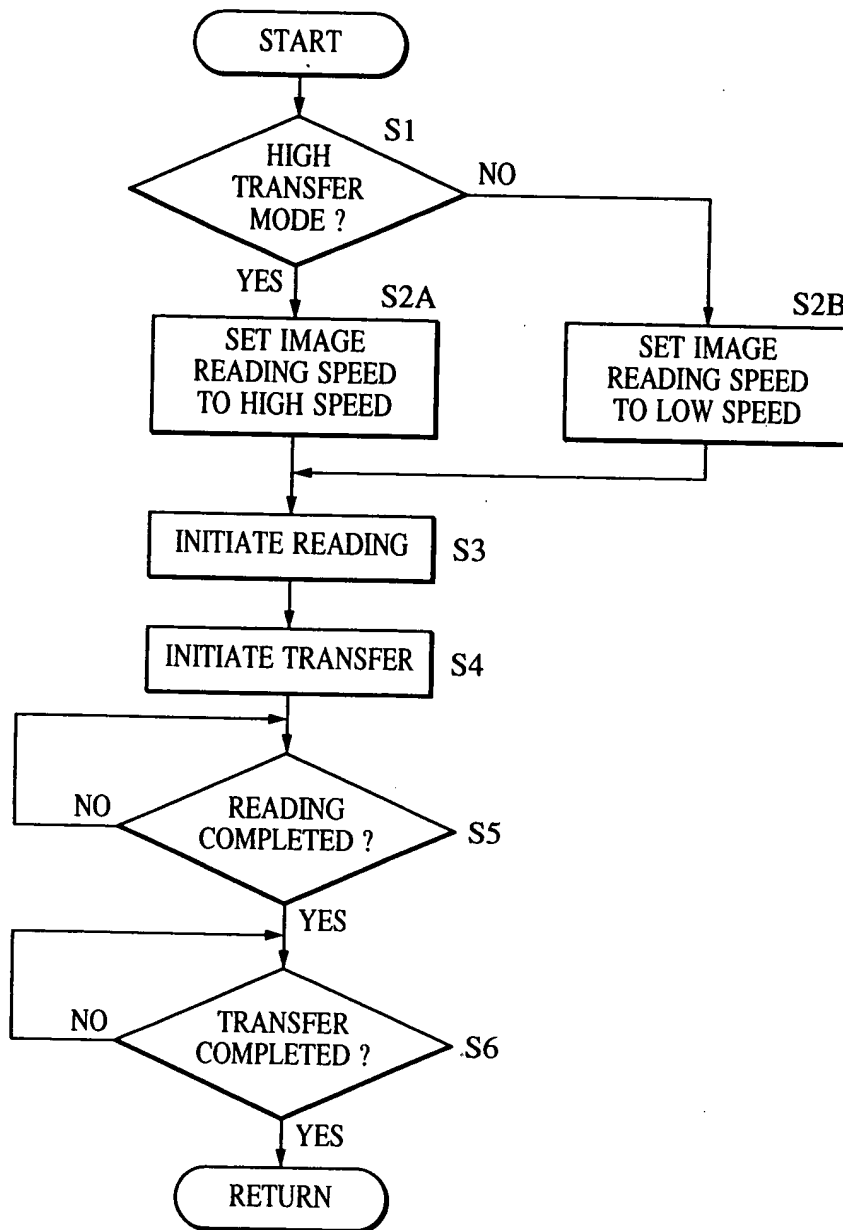 START
S1
HIGH
TRANSFER
MODE ?
NO
YES
S2A
SET IMAGE
READING SPEED
TO HIGH SPEED
S2B
SET IMAGE
READING SPEED
TO LOW SPEED
INITIATE READING
S3
INITIATE TRANSFER
S4
NO
READING
COMPLETED ?
S5
YES
NO
TRANSFER
COMPLETED ?
S6
YES
RETURN